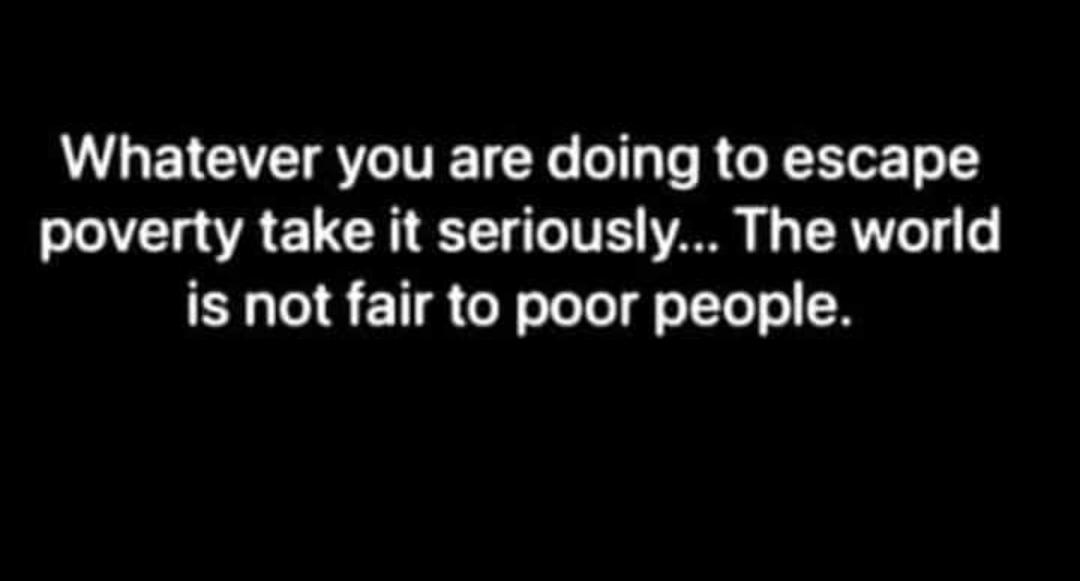 Whatever you are doing to escape
poverty take it seriously... The world
is not fair to poor people.